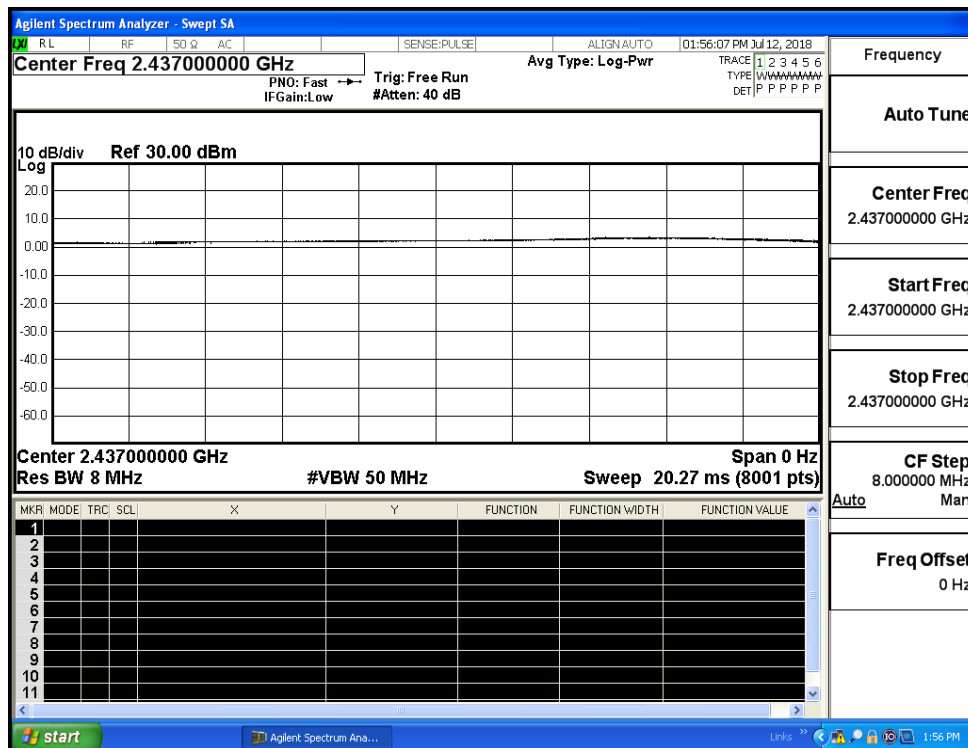 Agilent Spectrum Analyzer - Swept SA
LXI RL RF 50 Ω AC SENSE:PULSE ALIGN AUTO 01:56:07 PM Jul 12, 2018
Center Freq 2.437000000 GHz
PNO: Fast
IFGain:Low
Trig: Free Run
#Atten: 40 dB
Avg Type: Log-Pwr
TRACE 1 2 3 4 5 6
TYPE WWWWWW
DET P P P P P P
10 dB/div Ref 30.00 dBm
Log
20.0
10.0
0.00
-10.0
-20.0
-30.0
-40.0
-50.0
-60.0
Center 2.437000000 GHz Span 0 Hz
Res BW 8 MHz #VBW 50 MHz Sweep 20.27 ms (8001 pts)
MKR MODE TRC SCL X Y FUNCTION FUNCTION WIDTH FUNCTION VALUE
1
2
3
4
5
6
7
8
9
10
11
Frequency
Auto Tune
Center Freq
2.437000000 GHz
Start Freq
2.437000000 GHz
Stop Freq
2.437000000 GHz
CF Step
8.000000 MHz
Auto Man
Freq Offset
0 Hz
start Agilent Spectrum Ana... Links » 1:56 PM